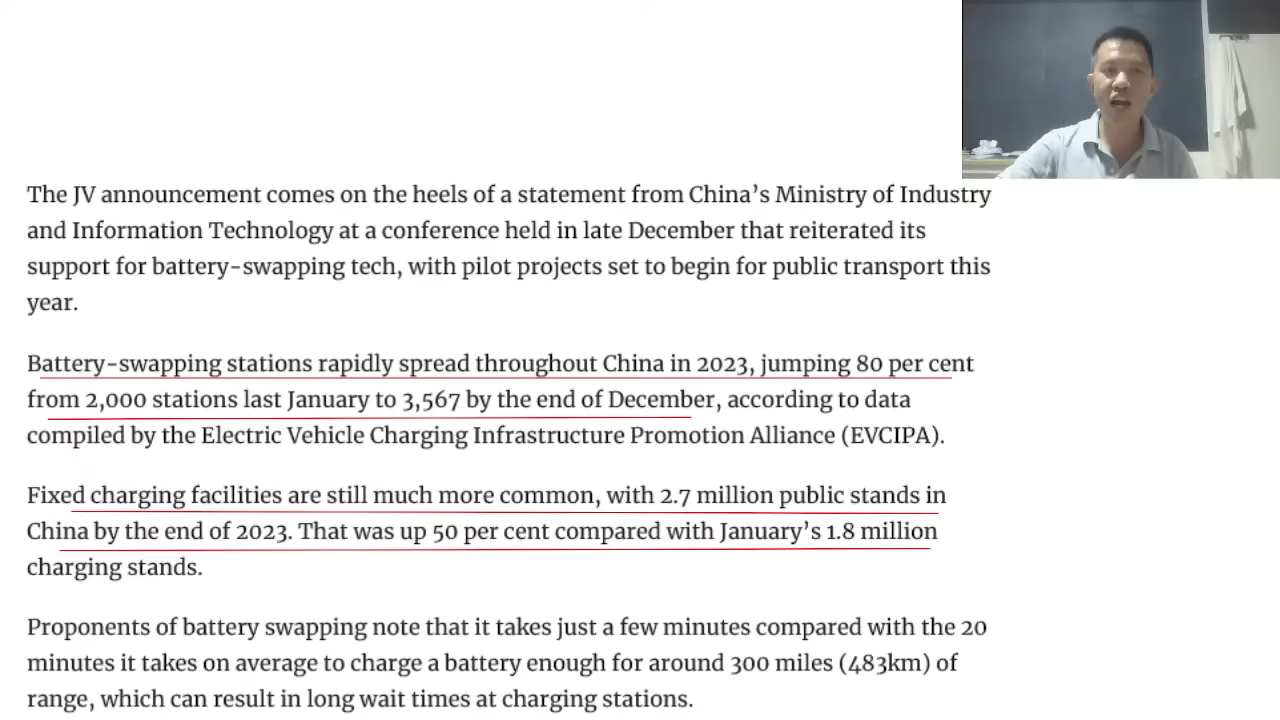 The JV announcement comes on the heels of a statement from China’s Ministry of Industry
and Information Technology at a conference held in late December that reiterated its
support for battery-swapping tech, with pilot projects set to begin for public transport this
year.
Battery-swapping stations rapidly spread throughout China in 2023, jumping 80 per cent
from 2,000 stations last January to 3,567 by the end of December, according to data
compiled by the Electric Vehicle Charging Infrastructure Promotion Alliance (EVCIPA).
Fixed charging facilities are still much more common, with 2.7 million public stands in
China by the end of 2023. That was up 50 per cent compared with January’s 1.8 million
charging stands.
Proponents of battery swapping note that it takes just a few minutes compared with the 20
minutes it takes on average to charge a battery enough for around 300 miles (483km) of
range, which can result in long wait times at charging stations.